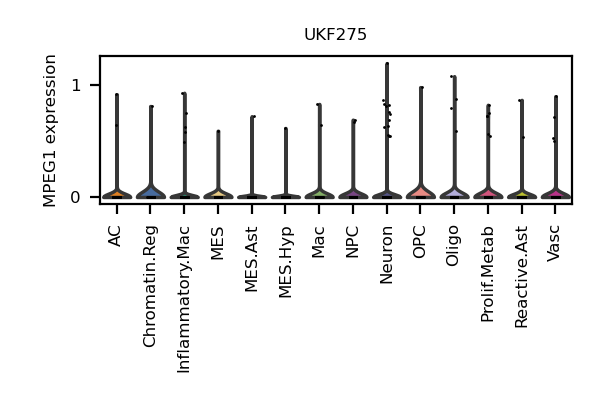 UKF275
MPEG1 expression
1
0
AC
Chromatin.Reg
Inflammatory.Mac
MES
MES.Ast
MES.Hyp
Mac
NPC
Neuron
OPC
Oligo
Prolif.Metab
Reactive.Ast
Vasc